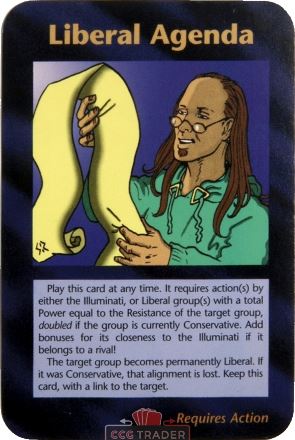 Liberal Agenda
SR
Play this card at any time. It requires action(s) by
either the Illuminati, or Liberal group(s) with a total
Power equal to the Resistance of the target group,
doubled if the group is currently Conservative. Add
bonuses for its closeness to the Illuminati if it
belongs to a rival!
The target group becomes permanently Liberal. If
it was Conservative, that alignment is lost. Keep this
card, with a link to the target.
Requires Action
CCG TRADER